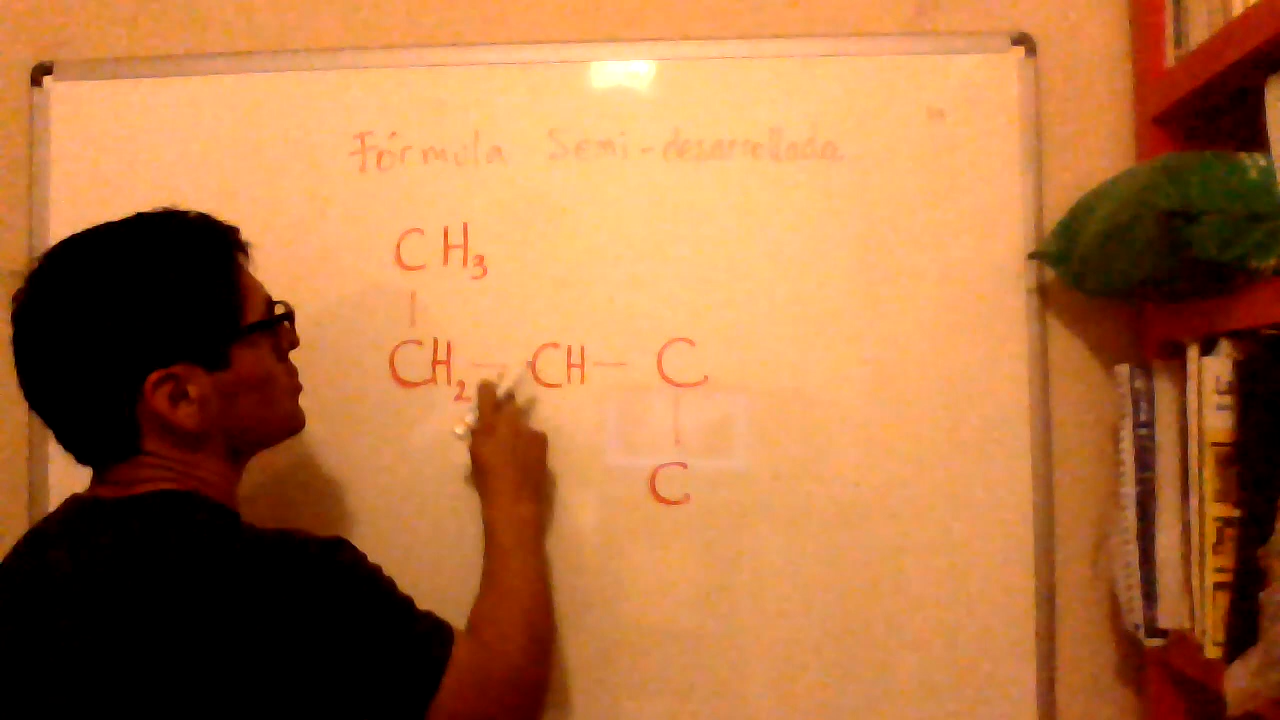 Fórmula Semi-desarrollada
CH3
|
CH2 - CH - C
|
C